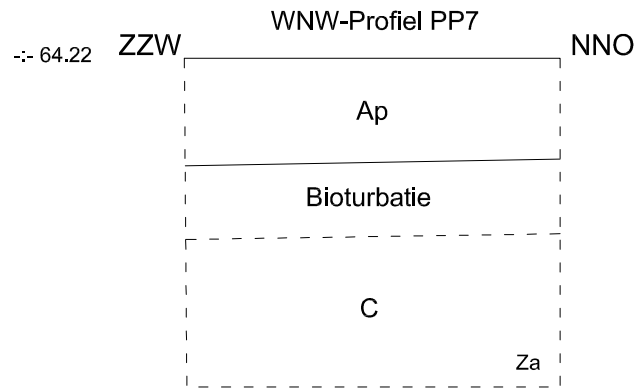 WNW-Profiel PP7
-:- 64.22 ZZW NNO
Ap
Bioturbatie
C
Za